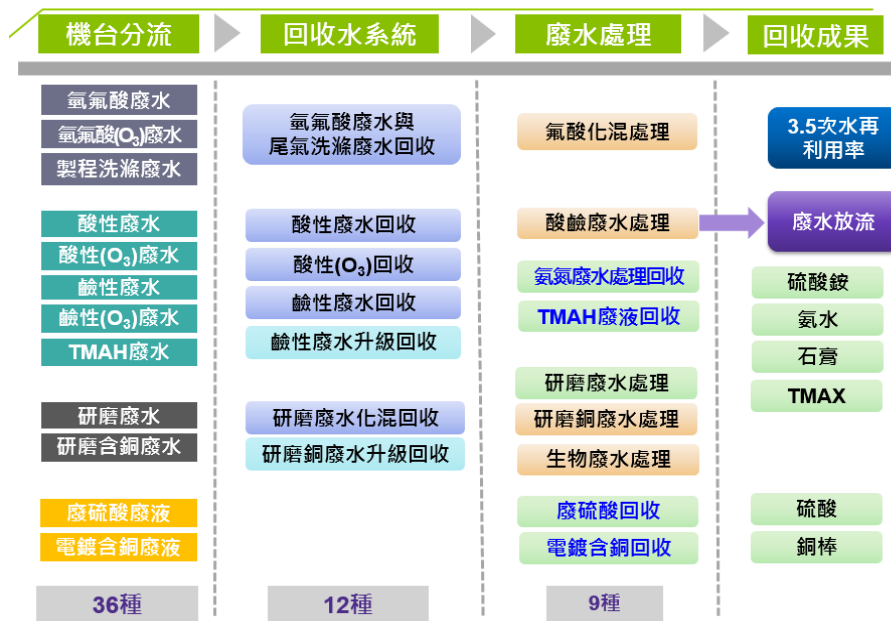 機台分流
回收水系統
廢水處理
回收成果
氫氟酸廢水
氫氟酸(O₃)廢水
製程洗滌廢水
氫氟酸廢水與
尾氣洗滌廢水回收
氟酸化混處理
3.5次水再
利用率
酸性廢水
酸性(O₃)廢水
鹼性廢水
鹼性(O₃)廢水
TMAH廢水
酸性廢水回收
酸性(O₃)回收
鹼性廢水回收
鹼性廢水升級回收
酸鹼廢水處理
氨氮廢水處理回收
TMAH廢液回收
廢水放流
硫酸銨
氨水
石膏
TMAX
研磨廢水
研磨含銅廢水
研磨廢水化混回收
研磨銅廢水升級回收
研磨廢水處理
研磨銅廢水處理
生物廢水處理
廢硫酸廢液
電鍍含銅廢液
廢硫酸回收
電鍍含銅回收
硫酸
銅棒
36種
12種
9種